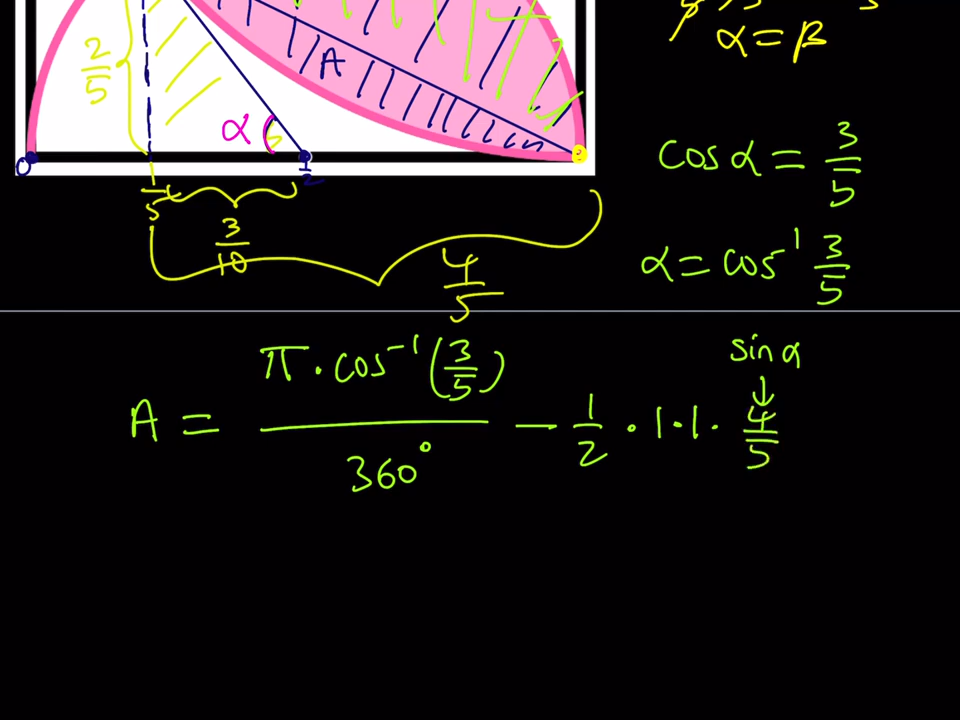 α = β
2/5
A
α
cos α = 3/5
0
1/5
1/2
3/10
4/5
α = cos⁻¹ 3/5
sin α
↓
A = π · cos⁻¹(3/5) / 360° − 1/2 · 1 · 1 · 4/5